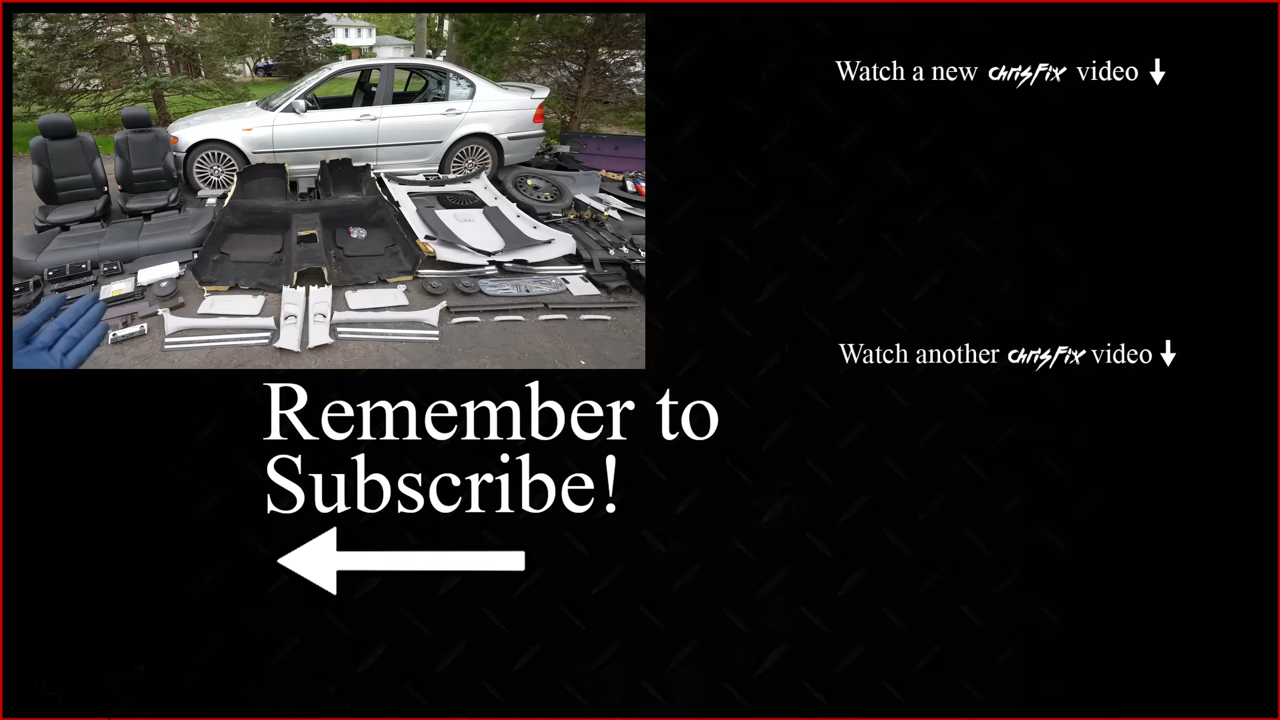 Watch a new chrisFix video
Watch another chrisFix video
Remember to
Subscribe!